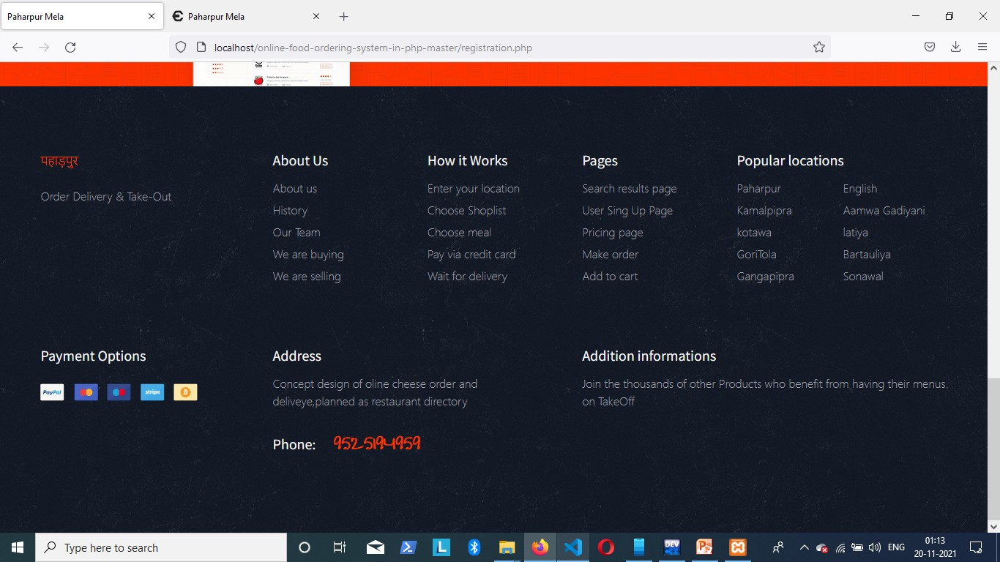 Paharpur Mela
Paharpur Mela
localhost/online-food-ordering-system-in-php-master/registration.php
पहाड़पुर
Order Delivery & Take-Out
About Us
About us
History
Our Team
We are buying
We are selling
How it Works
Enter your location
Choose Shoplist
Choose meal
Pay via credit card
Wait for delivery
Pages
Search results page
User Sing Up Page
Pricing page
Make order
Add to cart
Popular locations
Paharpur
Kamalpipra
kotawa
GoriTola
Gangapipra
English
Aamwa Gadiyani
latiya
Bartauliya
Sonawal
Payment Options
PayPal
stripe
Address
Concept design of oline cheese order and
deliveye,planned as restaurant directory
Phone: 9525194959
Addition informations
Join the thousands of other Products who benefit from having their menus
on TakeOff
Type here to search
L
DEV
ENG
01:13
20-11-2021